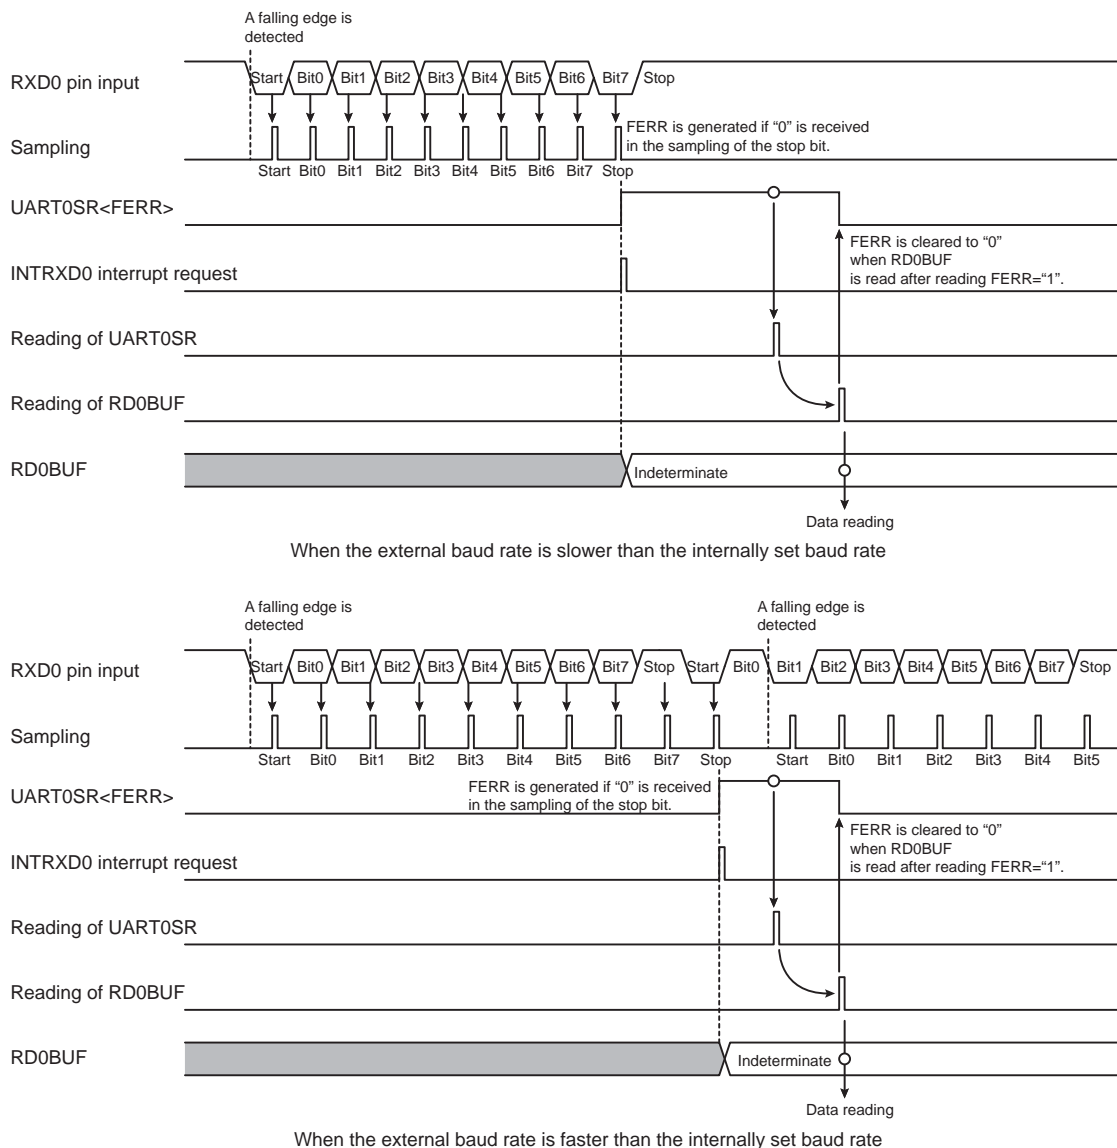 A falling edge is
detected
RXD0 pin input
Start Bit0 Bit1 Bit2 Bit3 Bit4 Bit5 Bit6 Bit7 Stop
Sampling
FERR is generated if “0” is received
in the sampling of the stop bit.
Start Bit0 Bit1 Bit2 Bit3 Bit4 Bit5 Bit6 Bit7 Stop
UART0SR<FERR>
FERR is cleared to “0”
when RD0BUF
is read after reading FERR=“1”.
INTRXD0 interrupt request
Reading of UART0SR
Reading of RD0BUF
RD0BUF
Indeterminate
Data reading
When the external baud rate is slower than the internally set baud rate
A falling edge is
detected
A falling edge is
detected
RXD0 pin input
Start Bit0 Bit1 Bit2 Bit3 Bit4 Bit5 Bit6 Bit7 Stop Start Bit0 Bit1 Bit2 Bit3 Bit4 Bit5 Bit6 Bit7 Stop
Sampling
Start Bit0 Bit1 Bit2 Bit3 Bit4 Bit5 Bit6 Bit7 Stop Start Bit0 Bit1 Bit2 Bit3 Bit4 Bit5
UART0SR<FERR>
FERR is generated if “0” is received
in the sampling of the stop bit.
FERR is cleared to “0”
when RD0BUF
is read after reading FERR=“1”.
INTRXD0 interrupt request
Reading of UART0SR
Reading of RD0BUF
RD0BUF
Indeterminate
Data reading
When the external baud rate is faster than the internally set baud rate